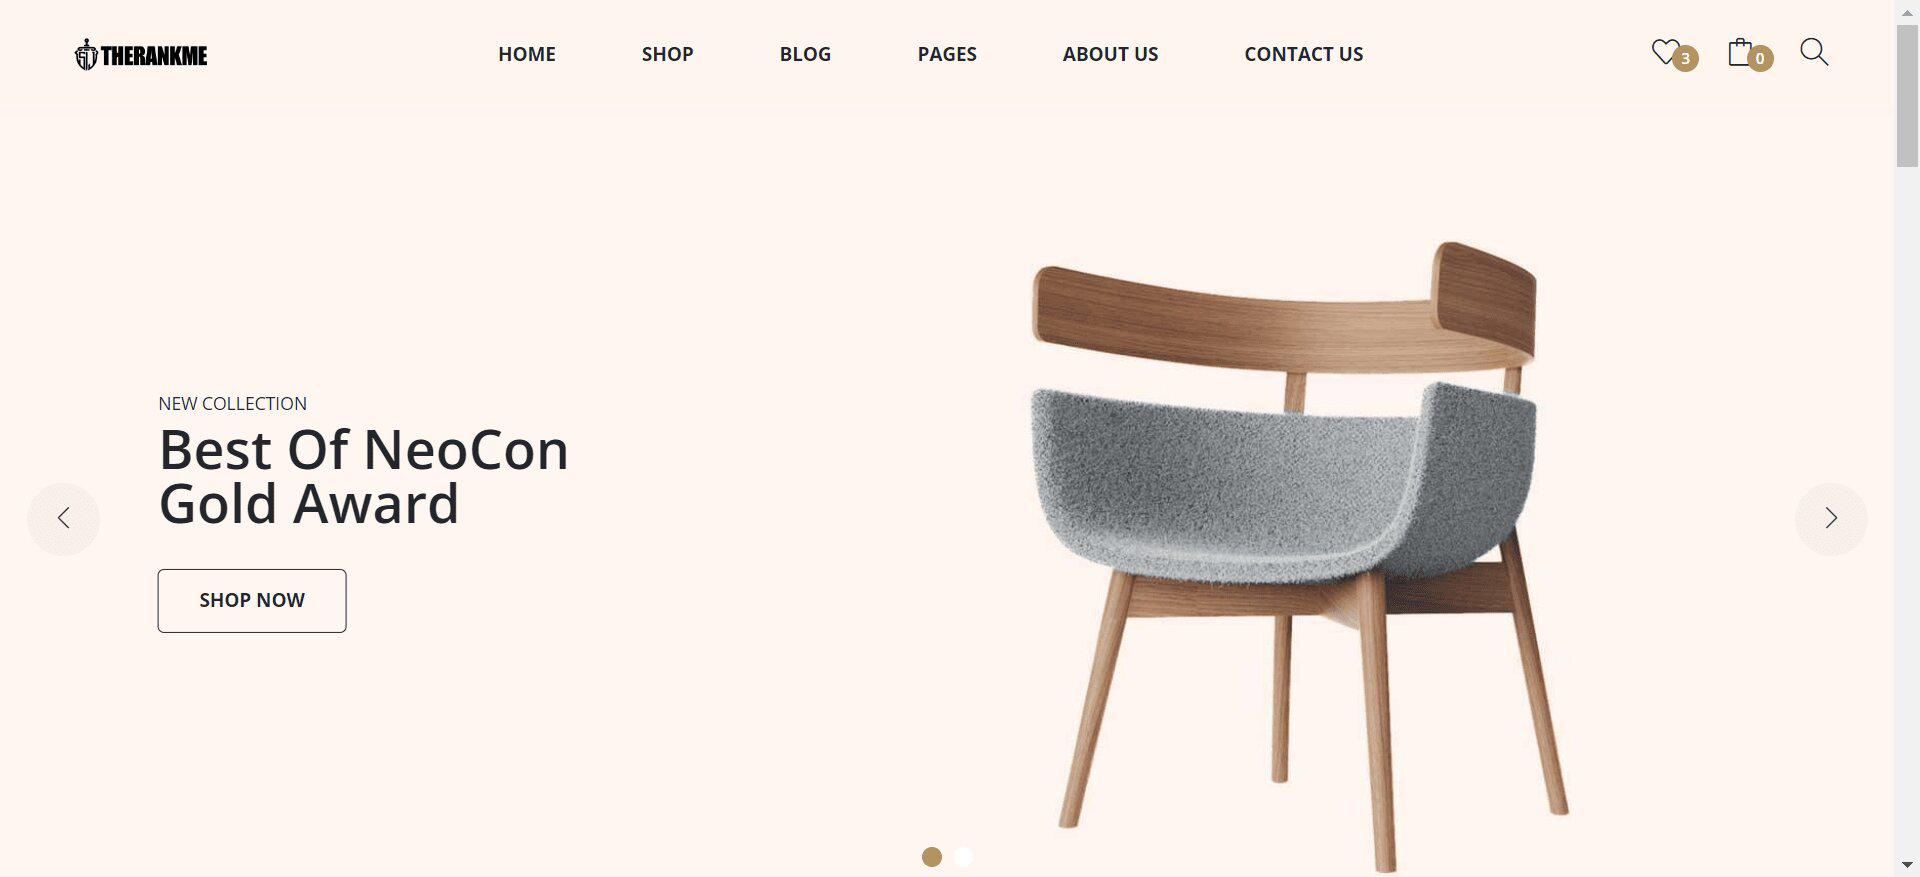 THERANKME
HOME
SHOP
BLOG
PAGES
ABOUT US
CONTACT US
3
0
NEW COLLECTION
Best Of NeoCon
Gold Award
SHOP NOW